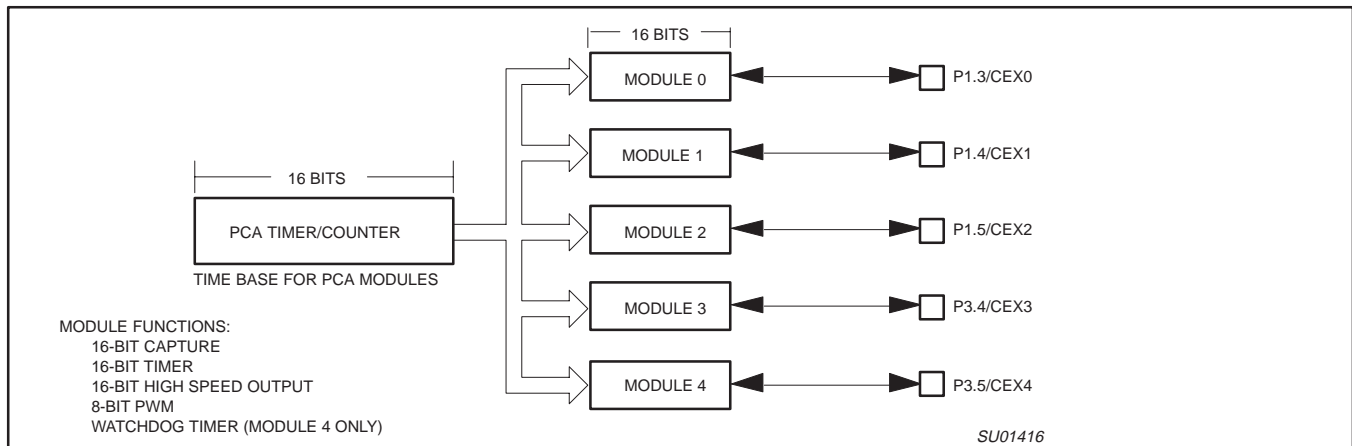 16 BITS
16 BITS
MODULE 0
P1.3/CEX0
MODULE 1
P1.4/CEX1
16 BITS
PCA TIMER/COUNTER
TIME BASE FOR PCA MODULES
MODULE 2
P1.5/CEX2
MODULE 3
P3.4/CEX3
MODULE 4
P3.5/CEX4
MODULE FUNCTIONS:
16-BIT CAPTURE
16-BIT TIMER
16-BIT HIGH SPEED OUTPUT
8-BIT PWM
WATCHDOG TIMER (MODULE 4 ONLY)
SU01416